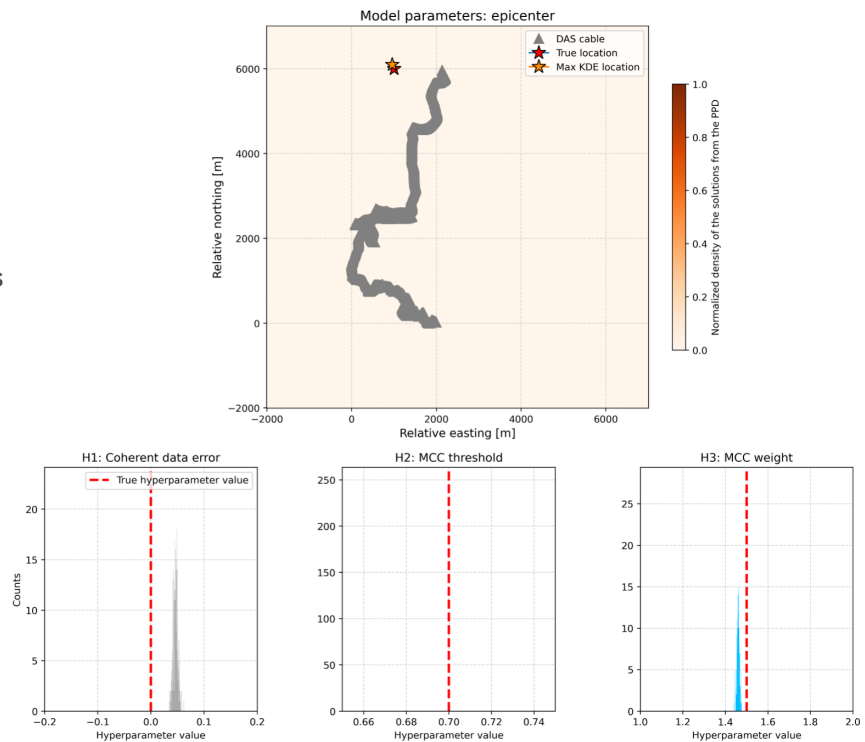 Model parameters: epicenter
DAS cable
True location
Max KDE location
6000
4000
2000
0
−2000
Relative northing [m]
−2000 0 2000 4000 6000
Relative easting [m]
1.0
0.8
0.6
0.4
0.2
0.0
Normalized density of the solutions from the PPD
s
H1: Coherent data error
True hyperparameter value
20
15
10
5
0
Counts
−0.2 −0.1 0.0 0.1 0.2
Hyperparameter value
H2: MCC threshold
250
200
150
100
50
0
0.66 0.68 0.70 0.72 0.74
Hyperparameter value
H3: MCC weight
25
20
15
10
5
0
1.0 1.2 1.4 1.6 1.8 2.0
Hyperparameter value